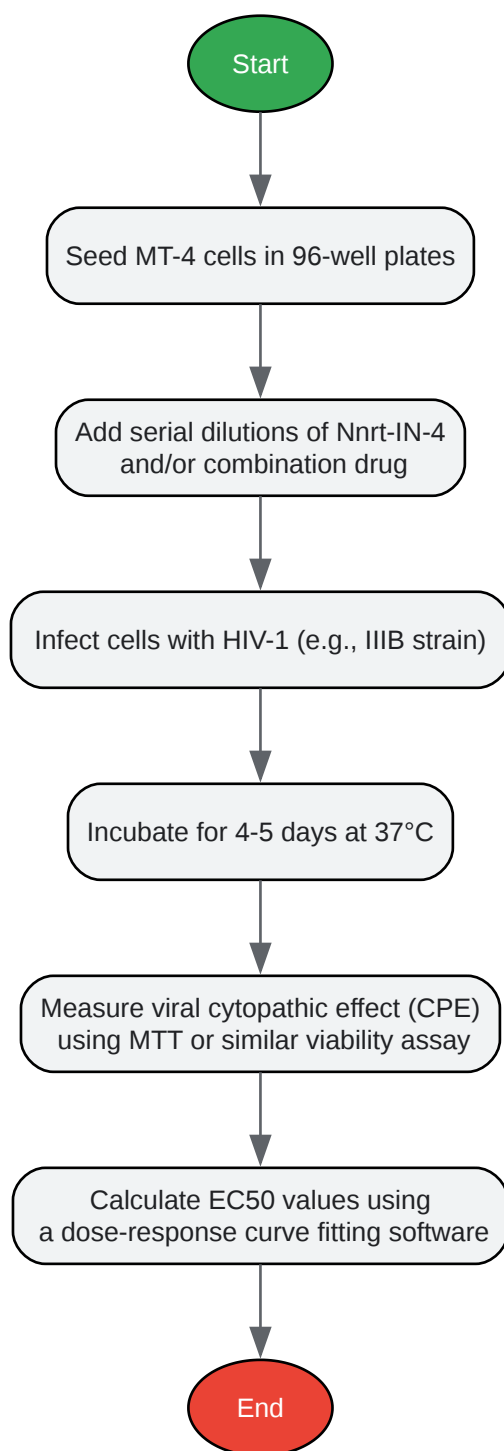 Start
Seed MT-4 cells in 96-well plates
Add serial dilutions of Nnrt-IN-4
and/or combination drug
Infect cells with HIV-1 (e.g., IIIB strain)
Incubate for 4-5 days at 37°C
Measure viral cytopathic effect (CPE)
using MTT or similar viability assay
Calculate EC50 values using
a dose-response curve fitting software
End